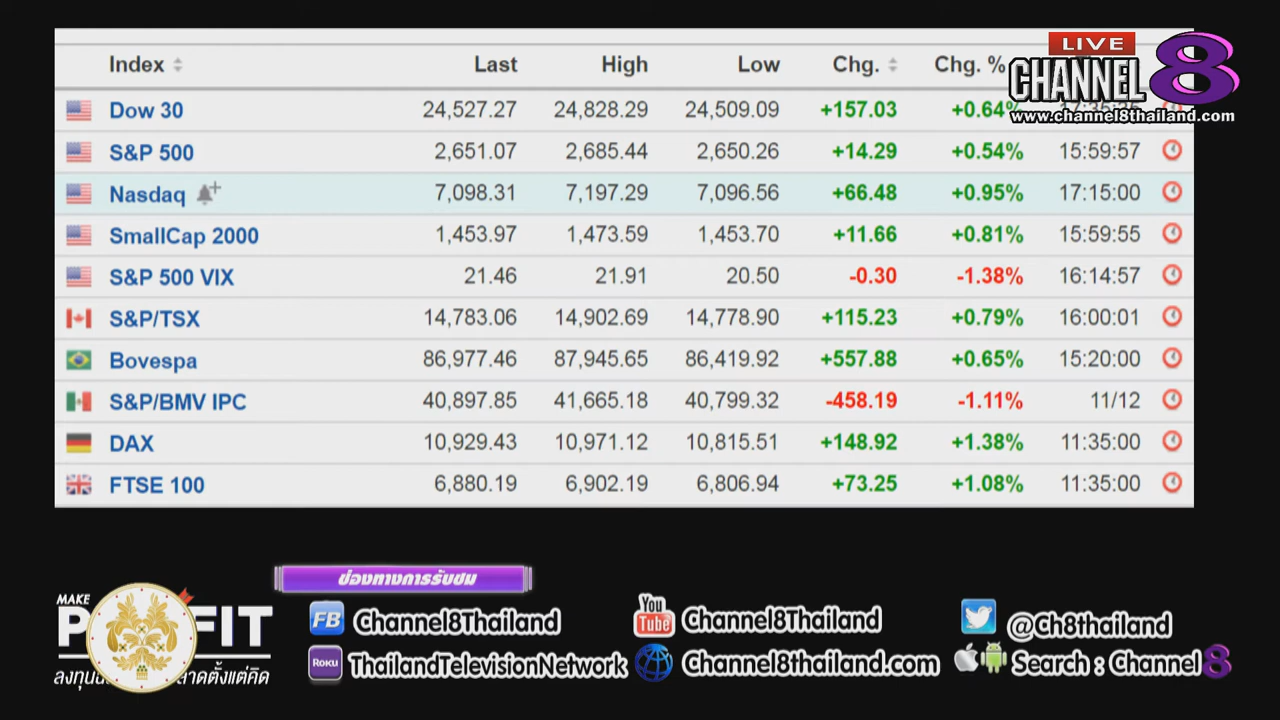 LIVE
CHANNEL 8
www.channel8thailand.com
Index Last High Low Chg. Chg. %
Dow 30 24,527.27 24,828.29 24,509.09 +157.03 +0.64%
S&P 500 2,651.07 2,685.44 2,650.26 +14.29 +0.54% 15:59:57
Nasdaq 7,098.31 7,197.29 7,096.56 +66.48 +0.95% 17:15:00
SmallCap 2000 1,453.97 1,473.59 1,453.70 +11.66 +0.81% 15:59:55
S&P 500 VIX 21.46 21.91 20.50 -0.30 -1.38% 16:14:57
S&P/TSX 14,783.06 14,902.69 14,778.90 +115.23 +0.79% 16:00:01
Bovespa 86,977.46 87,945.65 86,419.92 +557.88 +0.65% 15:20:00
S&P/BMV IPC 40,897.85 41,665.18 40,799.32 -458.19 -1.11% 11/12
DAX 10,929.43 10,971.12 10,815.51 +148.92 +1.38% 11:35:00
FTSE 100 6,880.19 6,902.19 6,806.94 +73.25 +1.08% 11:35:00
ช่องทางการรับชม
MAKE
FB Channel8Thailand You Tube Channel8Thailand @Ch8thailand
Roku ThailandTelevisionNetwork Channel8thailand.com Search : Channel 8